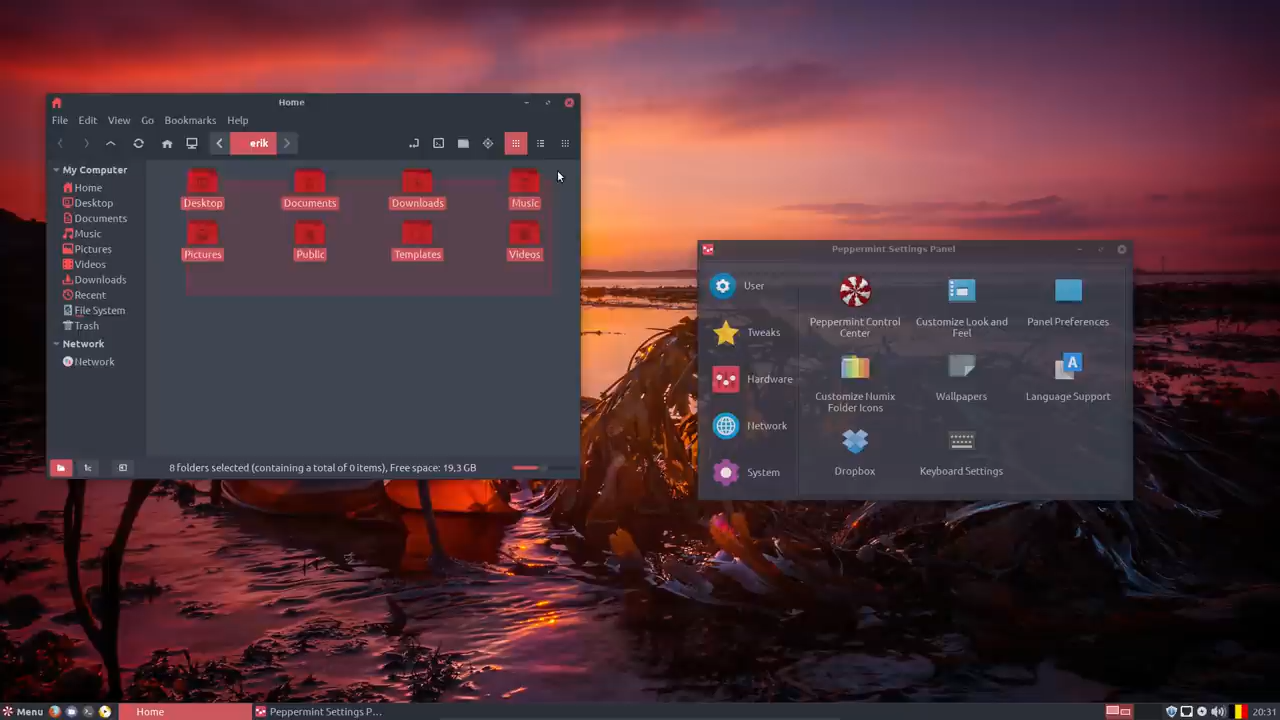 Home
File Edit View Go Bookmarks Help
erik
My Computer
Home
Desktop
Documents
Music
Pictures
Videos
Downloads
Recent
File System
Trash
Network
Network
Desktop Documents Downloads Music
Pictures Public Templates Videos
8 folders selected (containing a total of 0 items), Free space: 19.3 GB
Peppermint Settings Panel
User
Tweaks
Hardware
Network
System
Peppermint Control
Center
Customize Look and
Feel
Panel Preferences
Customize Numix
Folder Icons
Wallpapers
A
Language Support
Dropbox
Keyboard Settings
Menu
Home
Peppermint Settings P...
20:31